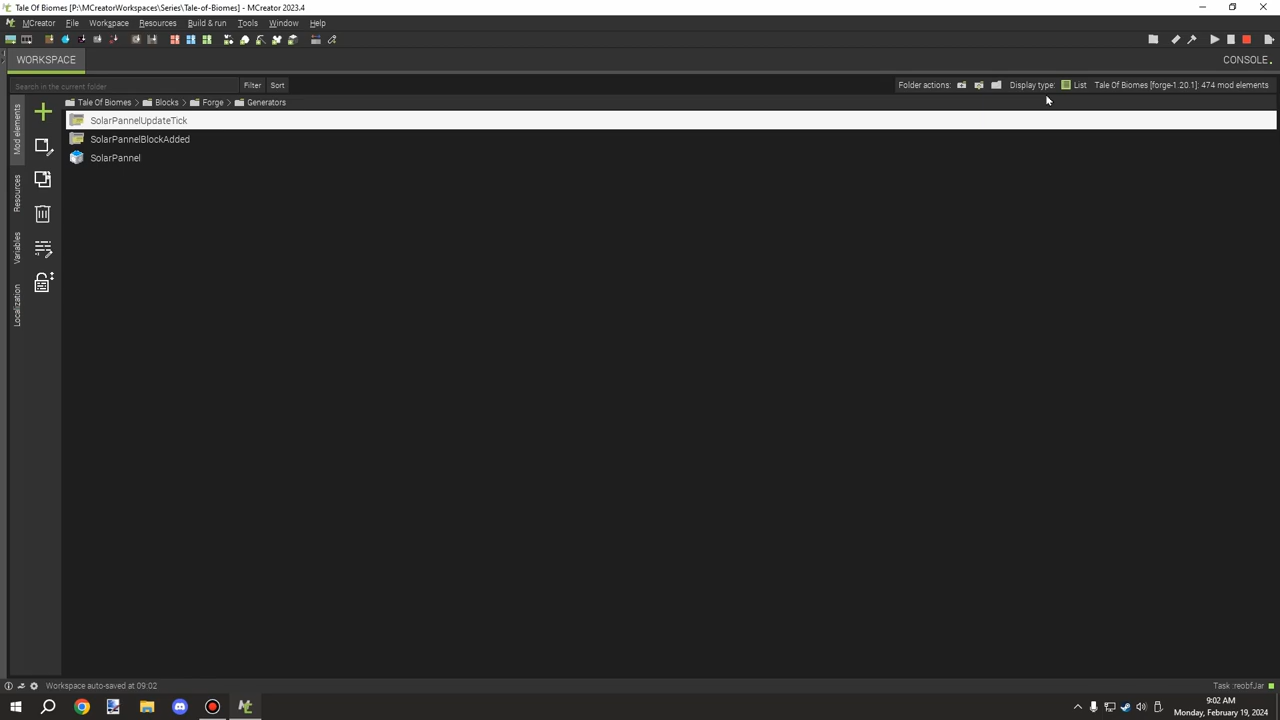 Tale Of Biomes [P:\MCreatorWorkspaces\Series\Tale-of-Biomes] - MCreator 2023.4
MCreator File Workspace Resources Build & run Tools Window Help
WORKSPACE CONSOLE
Search in the current folder Filter Sort Folder actions: Display type: List Tale Of Biomes [forge-1.20.1]: 474 mod elements
Tale Of Biomes Blocks Forge Generators
Mod elements
Resources
Variables
Localization
SolarPannelUpdateTick
SolarPannelBlockAdded
SolarPannel
Workspace auto-saved at 09:02 Task :reobfJar
9:02 AM
Monday, February 19, 2024